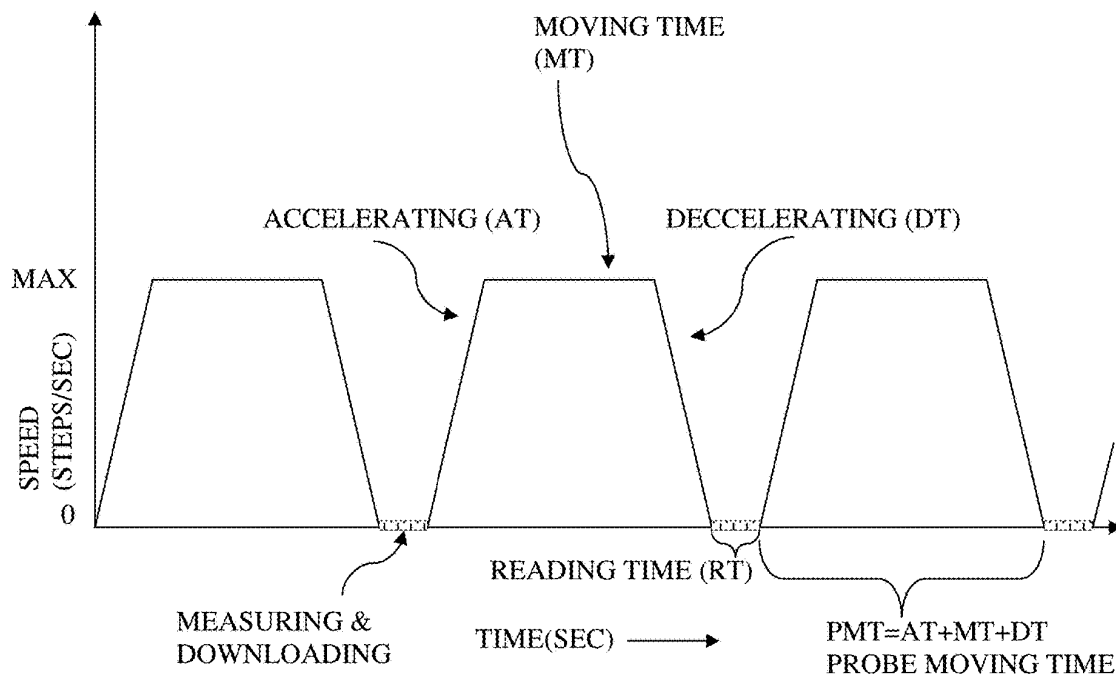 MOVING TIME
(MT)
ACCELERATING (AT)
DECCELERATING (DT)
MAX
SPEED
(STEPS/SEC)
0
READING TIME (RT)
MEASURING &
DOWNLOADING
TIME(SEC)
PMT=AT+MT+DT
PROBE MOVING TIME